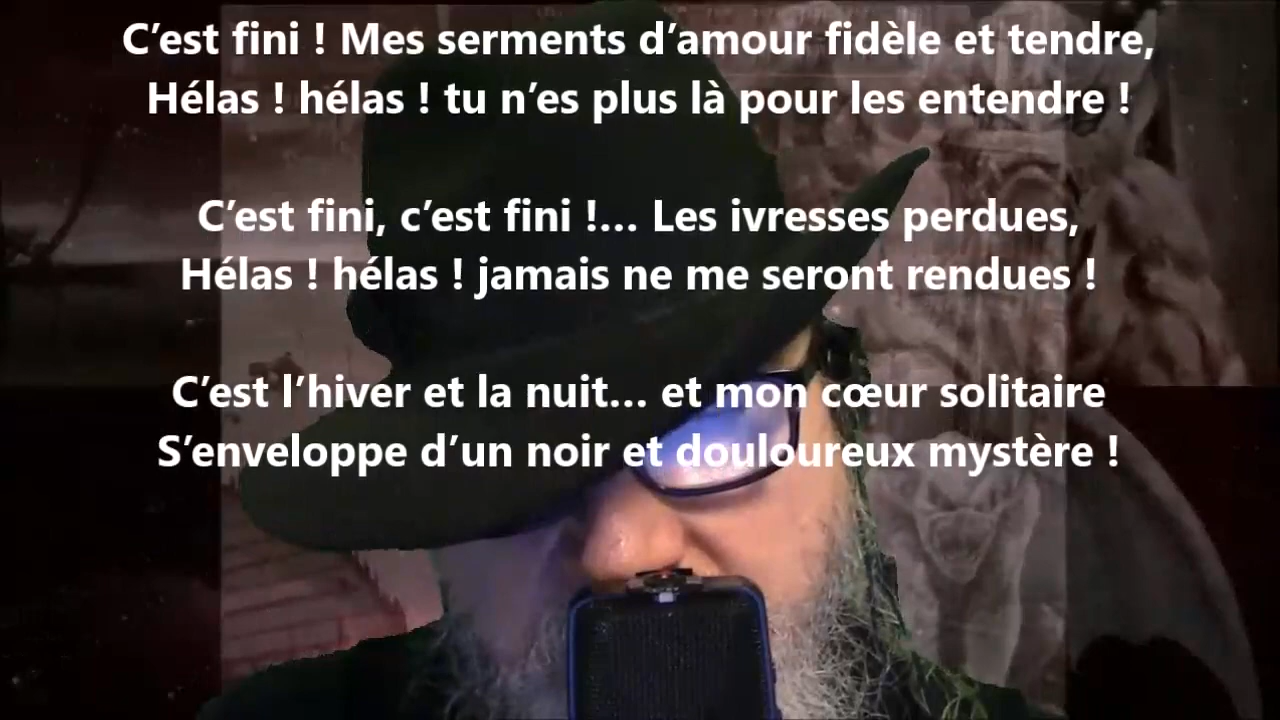 C’est fini ! Mes serments d’amour fidèle et tendre,
Hélas ! hélas ! tu n’es plus là pour les entendre !
C’est fini, c’est fini !… Les ivresses perdues,
Hélas ! hélas ! jamais ne me seront rendues !
C’est l’hiver et la nuit… et mon cœur solitaire
S’enveloppe d’un noir et douloureux mystère !